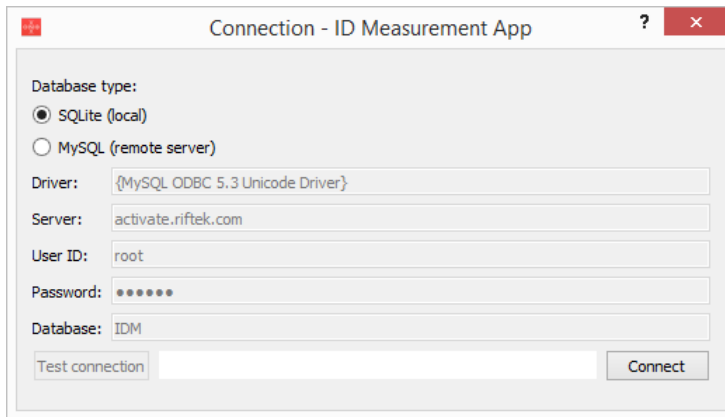 Connection - ID Measurement App ?
Database type:
SQLite (local)
MySQL (remote server)
Driver: {MySQL ODBC 5.3 Unicode Driver}
Server: activate.riftek.com
User ID: root
Password: ●●●●●●
Database: IDM
Test connection Connect